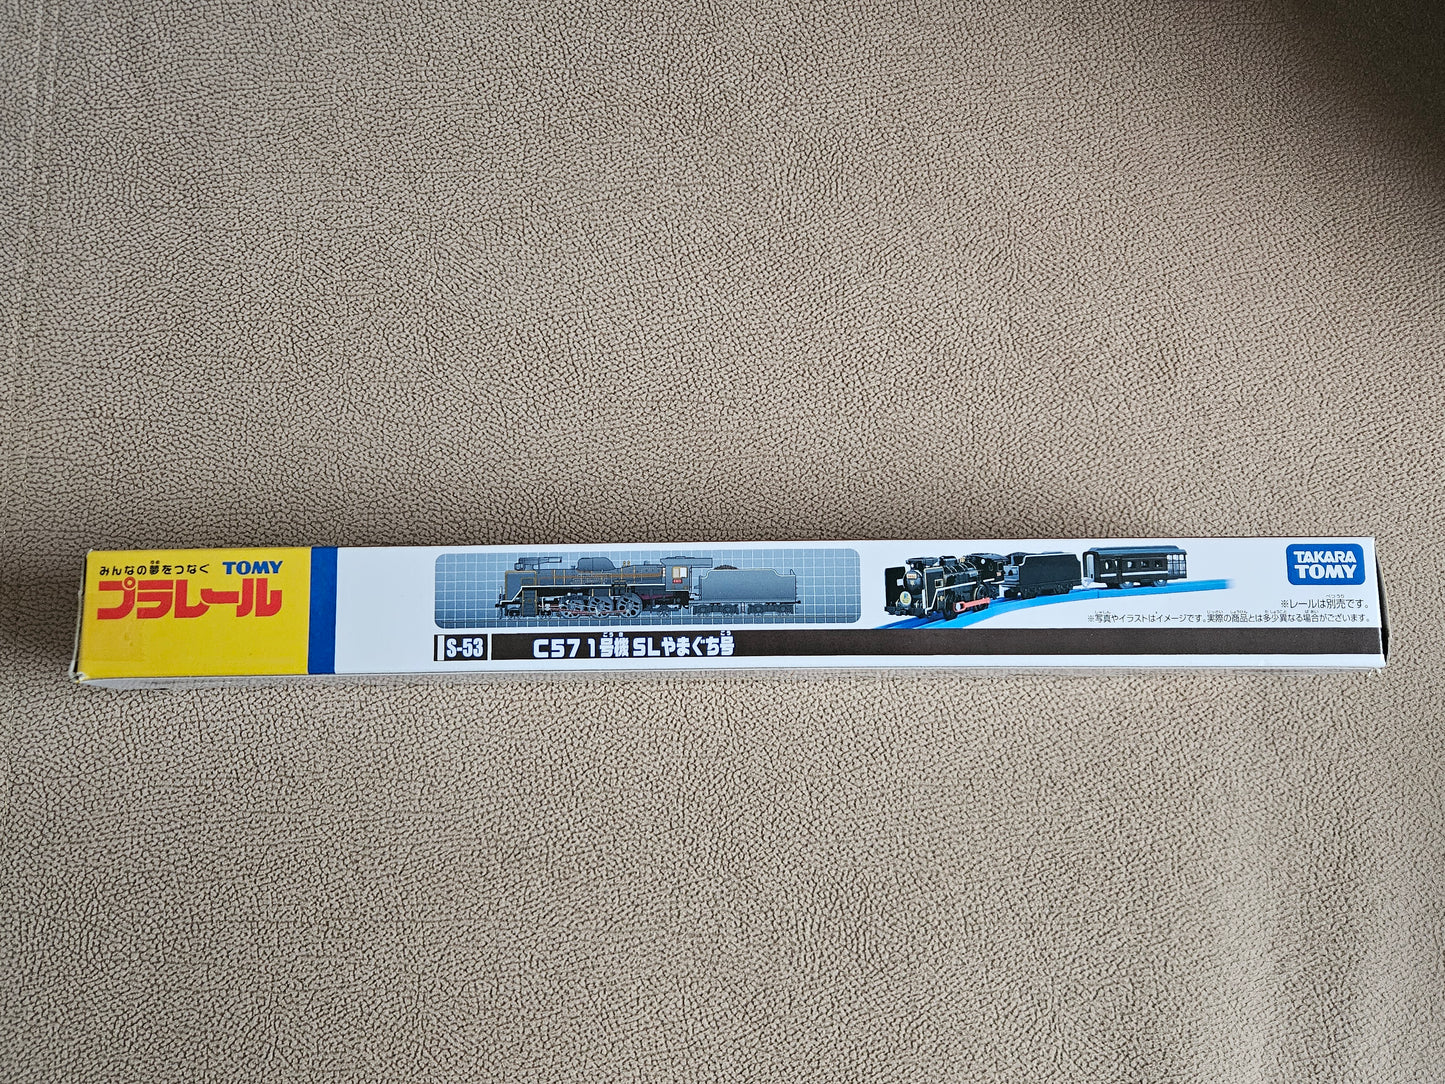 みんなの夢をつなぐ TOMY
プラレール
S-53 C57 1号機 SLやまぐち号
TAKARA
TOMY
※レールは別売です。
※写真やイラストはイメージです。実際の商品とは多少異なる場合がございます。